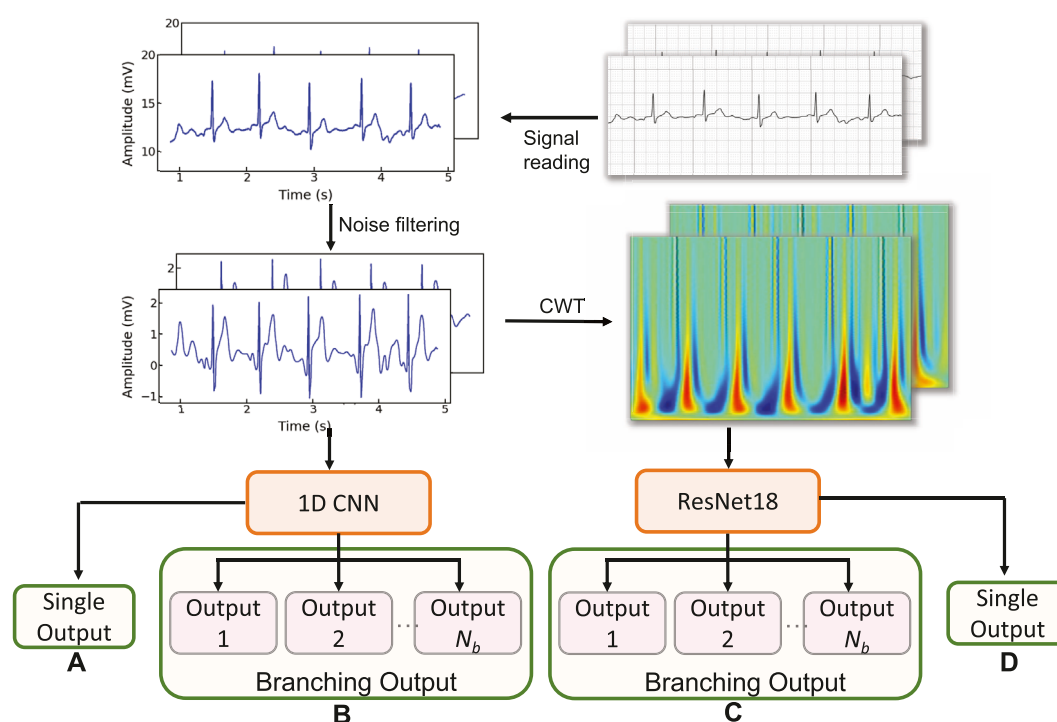 20
20
15
10
Amplitude (mV)
1 2 3 4 5
Time (s)
Signal
reading
Noise filtering
2
2
1
0
−1
Amplitude (mV)
1 2 3 4 5
Time (s)
CWT
1D CNN
ResNet18
Single
Output
A
Output
1
Output
2
...
Output
N_b
Branching Output
B
Output
1
Output
2
...
Output
N_b
Branching Output
C
Single
Output
D